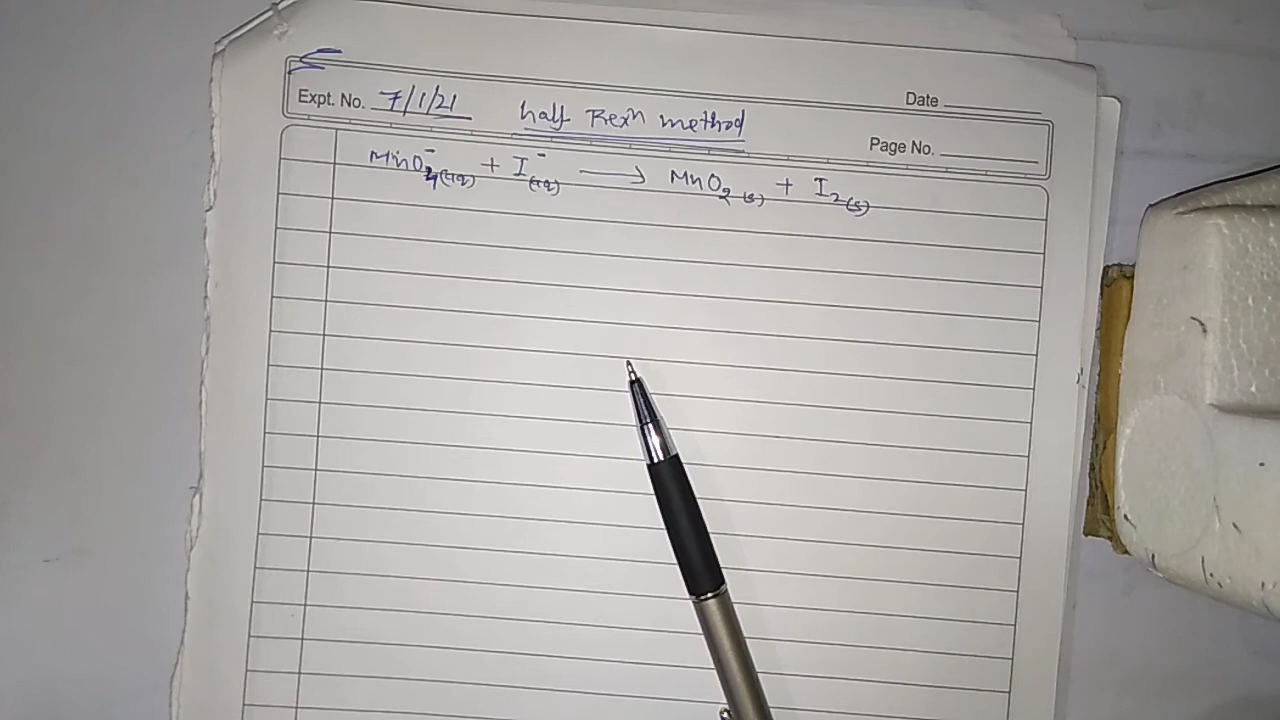 Expt. No. 7/1/21 half Rexn method Date
Page No.
MnO4-(aq) + I-(aq) → MnO2(s) + I2(s)